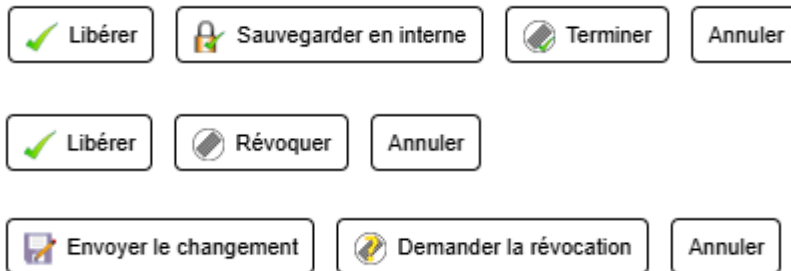 Libérer Sauvegarder en interne Terminer Annuler
Libérer Révoquer Annuler
Envoyer le changement Demander la révocation Annuler